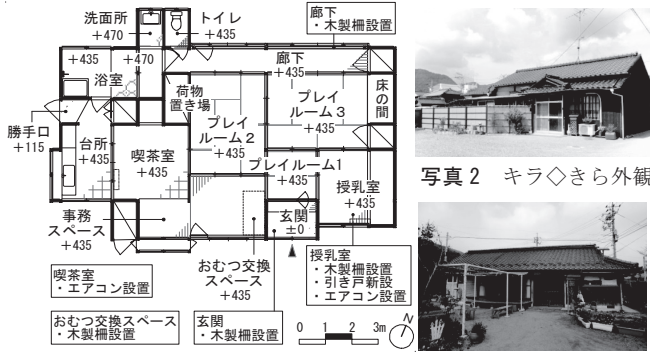 洗面所
+470
トイレ
+435
廊下
・木製柵設置
+435
+470
浴室
廊下
+435
荷物
置き場
床の間
プレイ
ルーム3
+435
プレイ
ルーム2
+435
勝手口
+115
台所
+435
喫茶室
+435
プレイルーム1
+435
授乳室
+435
事務
スペース
+435
玄関
±0
おむつ交換
スペース
+435
喫茶室
・エアコン設置
おむつ交換スペース
・木製柵設置
玄関
・木製柵設置
授乳室
・木製柵設置
・引き戸新設
・エアコン設置
0 1 2 3m
N
写真2 キラ◇きら外観